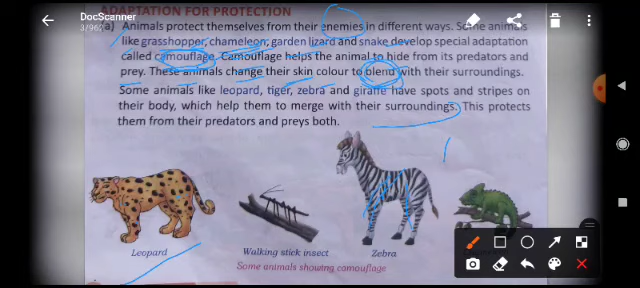 DocScanner
ADAPTATION FOR PROTECTION
a) Animals protect themselves from their enemies in different ways. Some animals
like grasshopper, chameleon, garden lizard and snake develop special adaptation
called camouflage. Camouflage helps the animal to hide from its predators and
prey. These animals change their skin colour to blend with their surroundings.
Some animals like leopard, tiger, zebra and giraffe have spots and stripes on
their body, which help them to merge with their surroundings. This protects
them from their predators and preys both.
Leopard
Walking stick insect
Zebra
Some animals showing camouflage